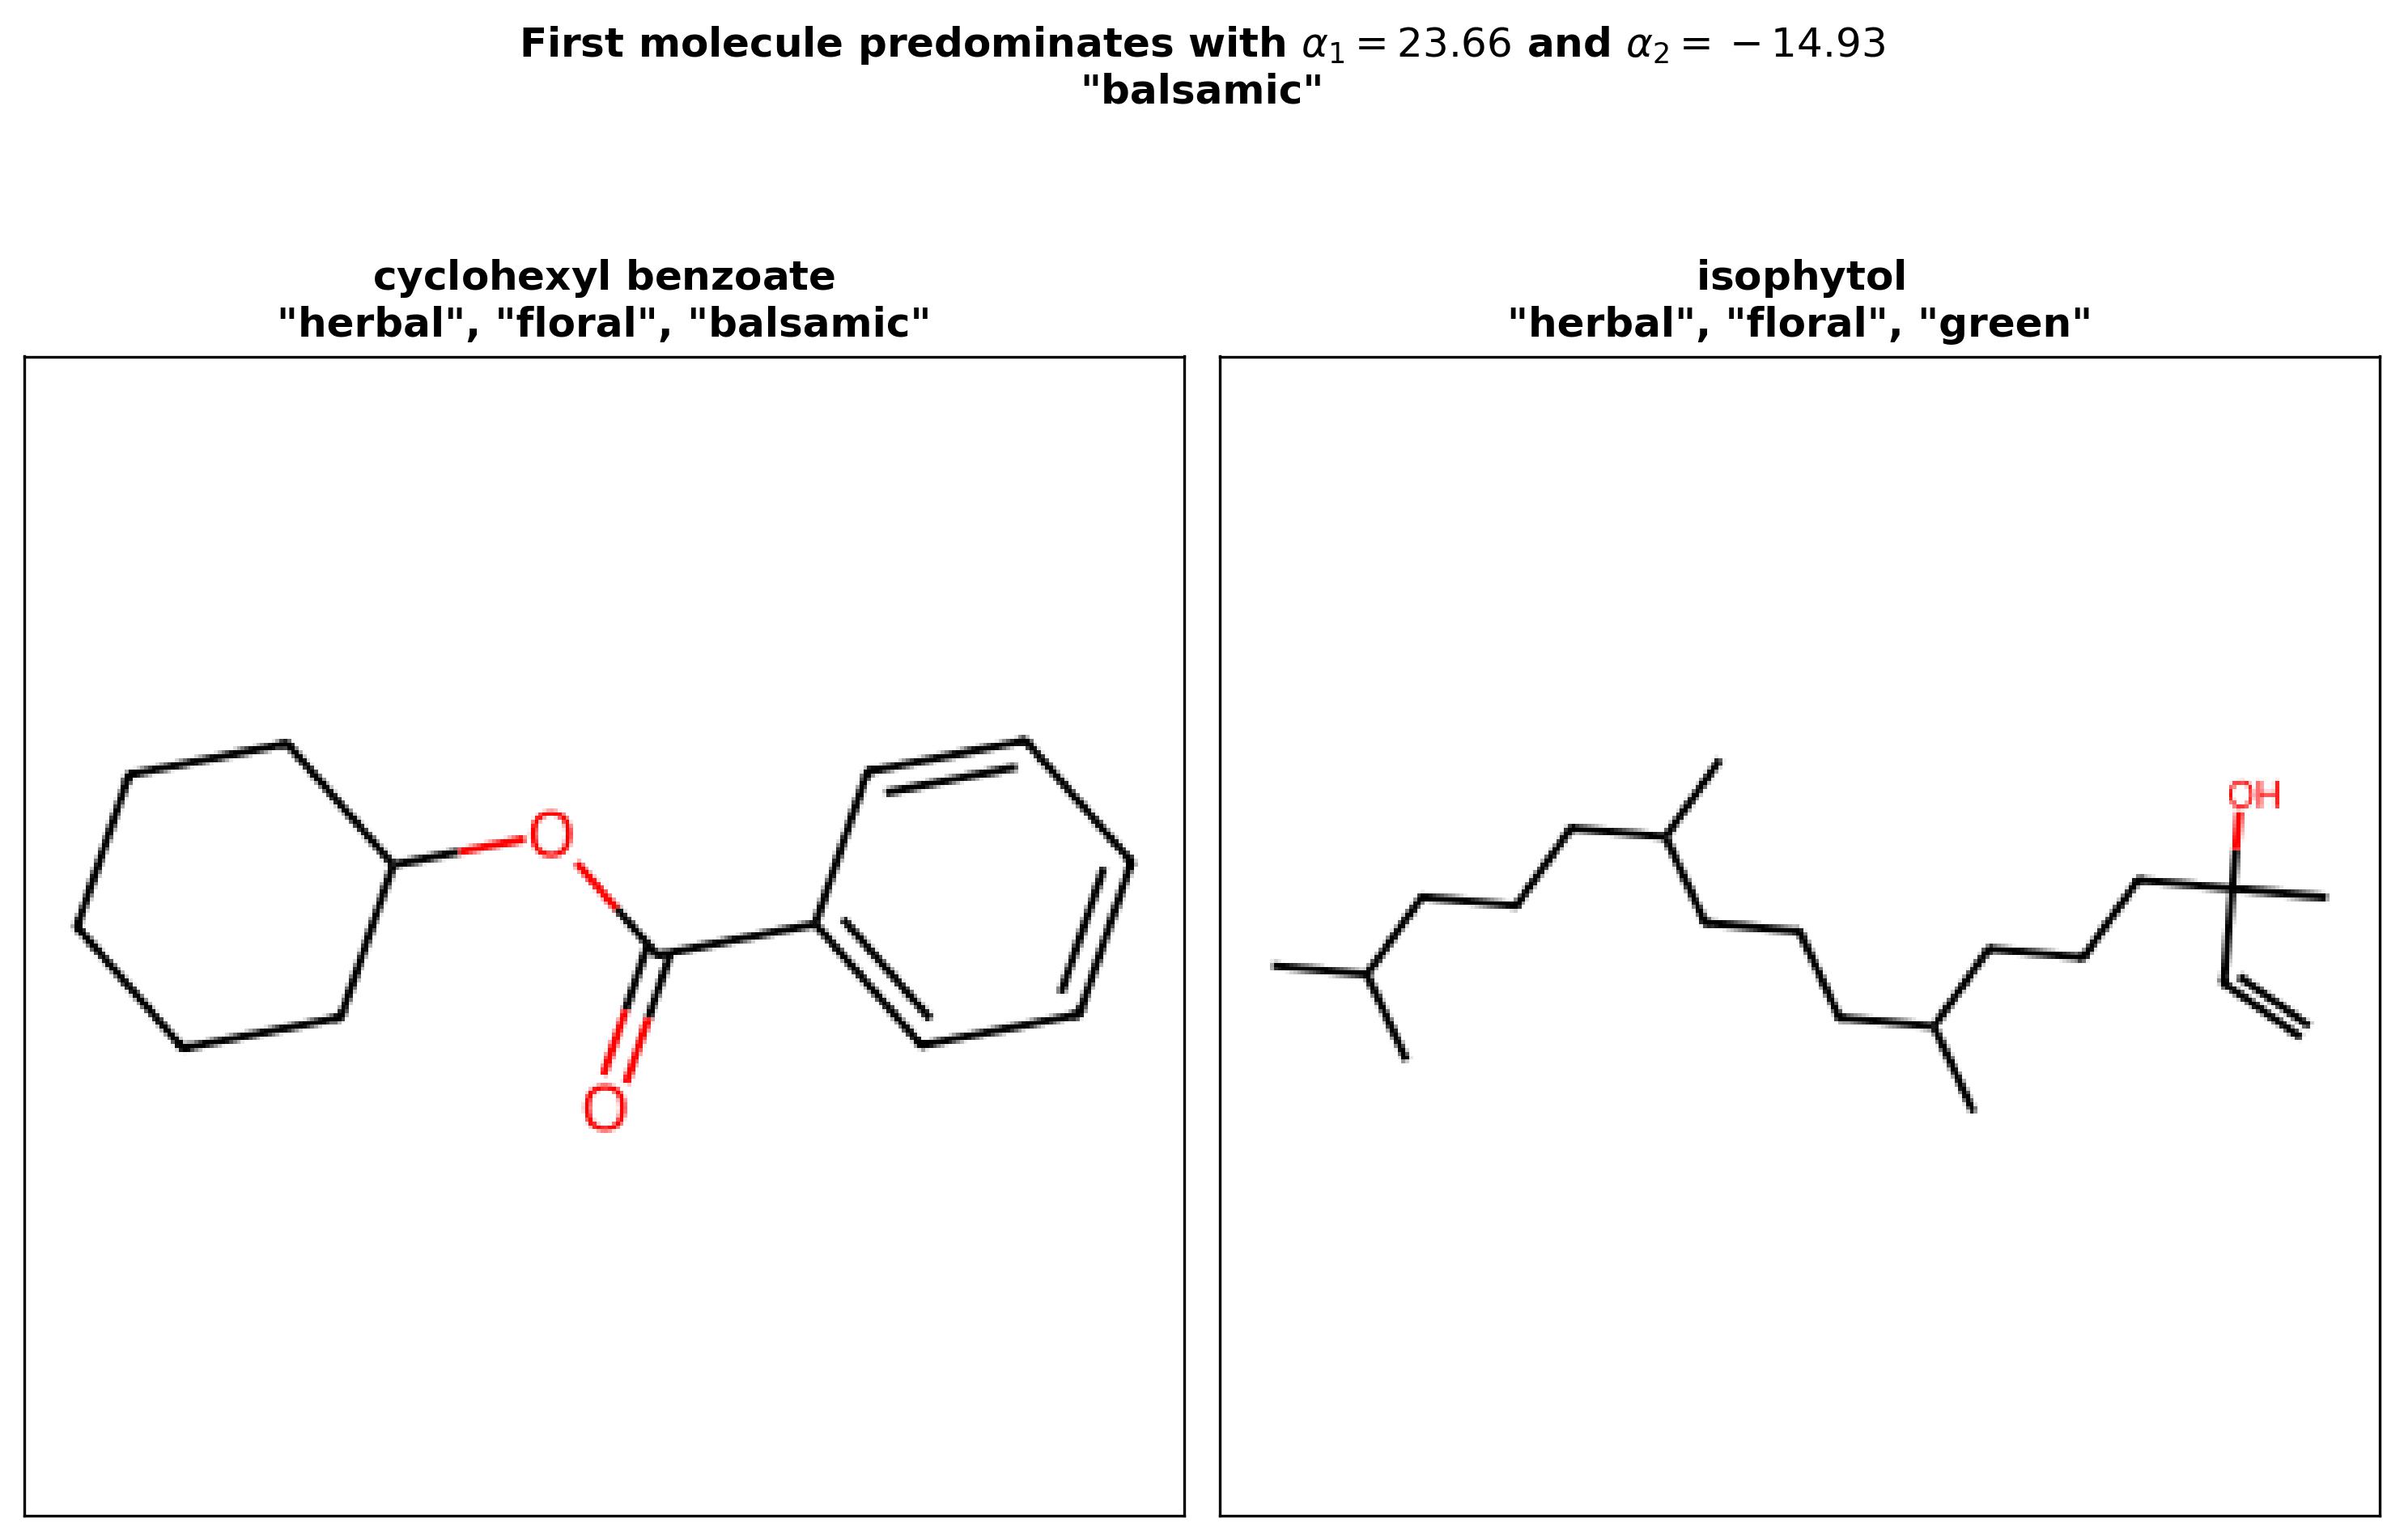 First molecule predominates with α₁ = 23.66 and α₂ = −14.93
"balsamic"
cyclohexyl benzoate
"herbal", "floral", "balsamic"
O
O
isophytol
"herbal", "floral", "green"
OH